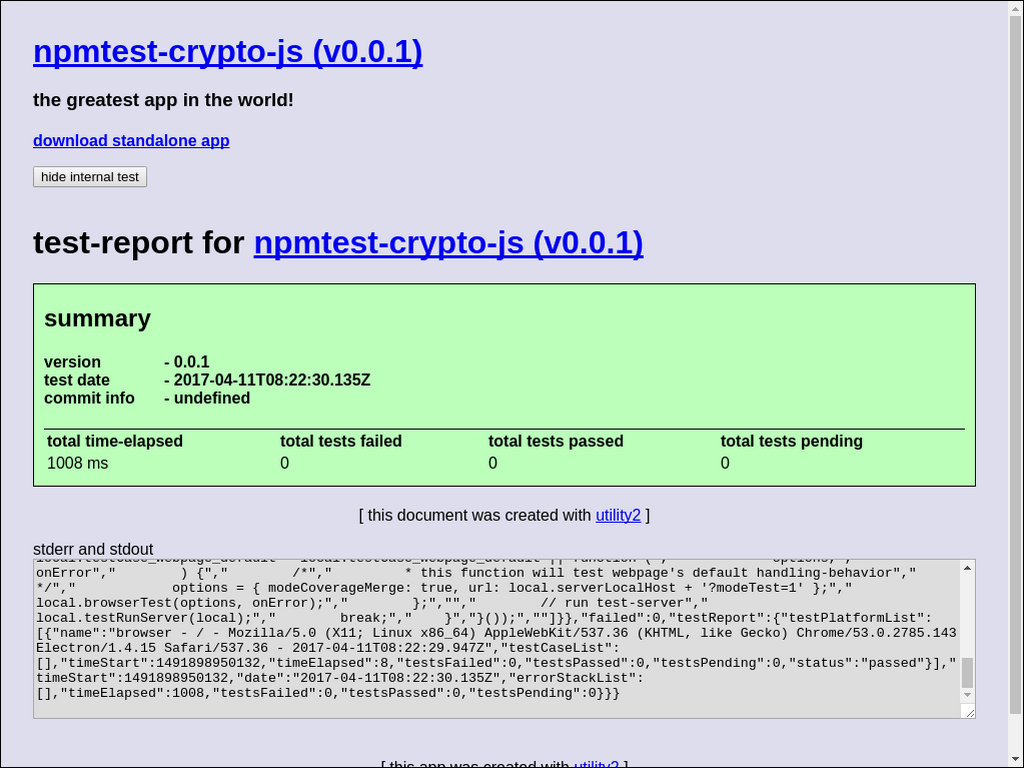 npmtest-crypto-js (v0.0.1)
the greatest app in the world!
download standalone app
hide internal test
test-report for npmtest-crypto-js (v0.0.1)
summary
version - 0.0.1
test date - 2017-04-11T08:22:30.135Z
commit info - undefined
total time-elapsed total tests failed total tests passed total tests pending
1008 ms 0 0 0
[ this document was created with utility2 ]
stderr and stdout
onError","        ) {","        /*","         * this function will test webpage's default handling-behavior","
*/","            options = { modeCoverageMerge: true, url: local.serverLocalHost + '?modeTest=1' };","
local.browserTest(options, onError);","        };","","        // run test-server","
local.testRunServer(local);","        break;","    }","}());",""]}},"failed":0,"testReport":{"testPlatformList":
[{"name":"browser - / - Mozilla/5.0 (X11; Linux x86_64) AppleWebKit/537.36 (KHTML, like Gecko) Chrome/53.0.2785.143
Electron/1.4.15 Safari/537.36 - 2017-04-11T08:22:29.947Z","testCaseList":
[],"timeStart":1491898950132,"timeElapsed":8,"testsFailed":0,"testsPassed":0,"testsPending":0,"status":"passed"}],"
timeStart":1491898950132,"date":"2017-04-11T08:22:30.135Z","errorStackList":
[],"timeElapsed":1008,"testsFailed":0,"testsPassed":0,"testsPending":0}}}
[ this app was created with utility2 ]